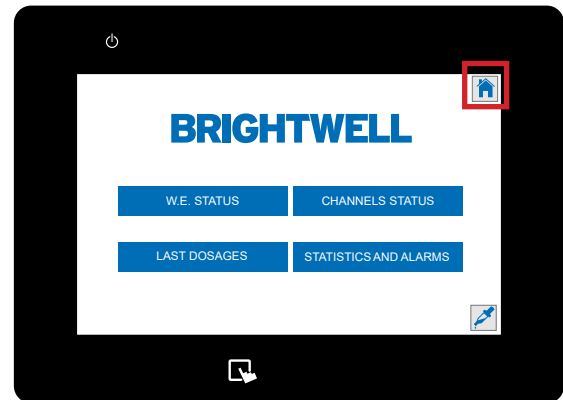 BRIGHTWELL
W.E. STATUS
CHANNELS STATUS
LAST DOSAGES
STATISTICS AND ALARMS